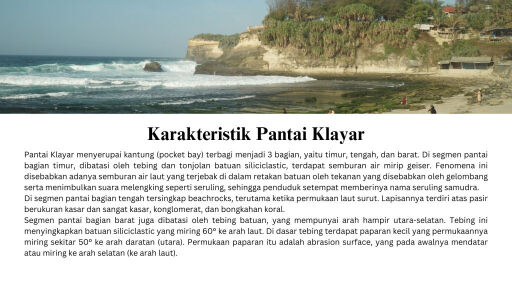 Karakteristik Pantai Klayar
Pantai Klayar menyerupai kantung (pocket bay) terbagi menjadi 3 bagian, yaitu timur, tengah, dan barat. Di segmen pantai
bagian timur, dibatasi oleh tebing dan tonjolan batuan siliciclastic, terdapat semburan air mirip geiser. Fenomena ini
disebabkan adanya semburan air laut yang terjebak di dalam retakan batuan oleh tekanan yang disebabkan oleh gelombang
serta menimbulkan suara melengking seperti seruling, sehingga penduduk setempat memberinya nama seruling samudra.
Di segmen pantai bagian tengah tersingkap beachrocks, terutama ketika permukaan laut surut. Lapisannya terdiri atas pasir
berukuran kasar dan sangat kasar, konglomerat, dan bongkahan koral.
Segmen pantai bagian barat juga dibatasi oleh tebing batuan, yang mempunyai arah hampir utara-selatan. Tebing ini
menyingkapkan batuan siliciclastic yang miring 60° ke arah laut. Di dasar tebing terdapat paparan kecil yang permukaannya
miring sekitar 50° ke arah daratan (utara). Permukaan paparan itu adalah abrasion surface, yang pada awalnya mendatar
atau miring ke arah selatan (ke arah laut).